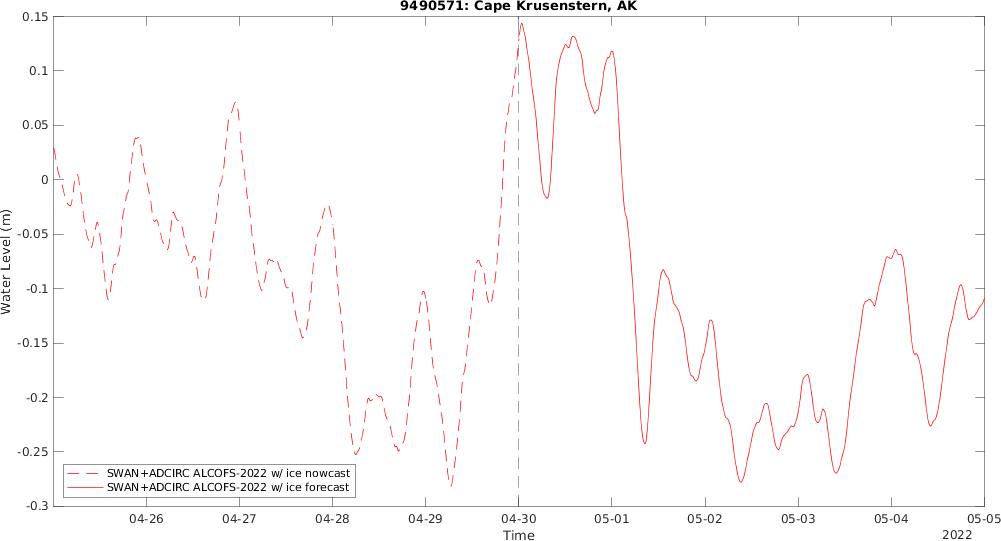 9490571: Cape Krusenstern, AK
0.15
0.1
0.05
0
-0.05
-0.1
-0.15
-0.2
-0.25
-0.3
Water Level (m)
SWAN+ADCIRC ALCOFS-2022 w/ ice nowcast
SWAN+ADCIRC ALCOFS-2022 w/ ice forecast
04-26 04-27 04-28 04-29 04-30 05-01 05-02 05-03 05-04 05-05
Time
2022